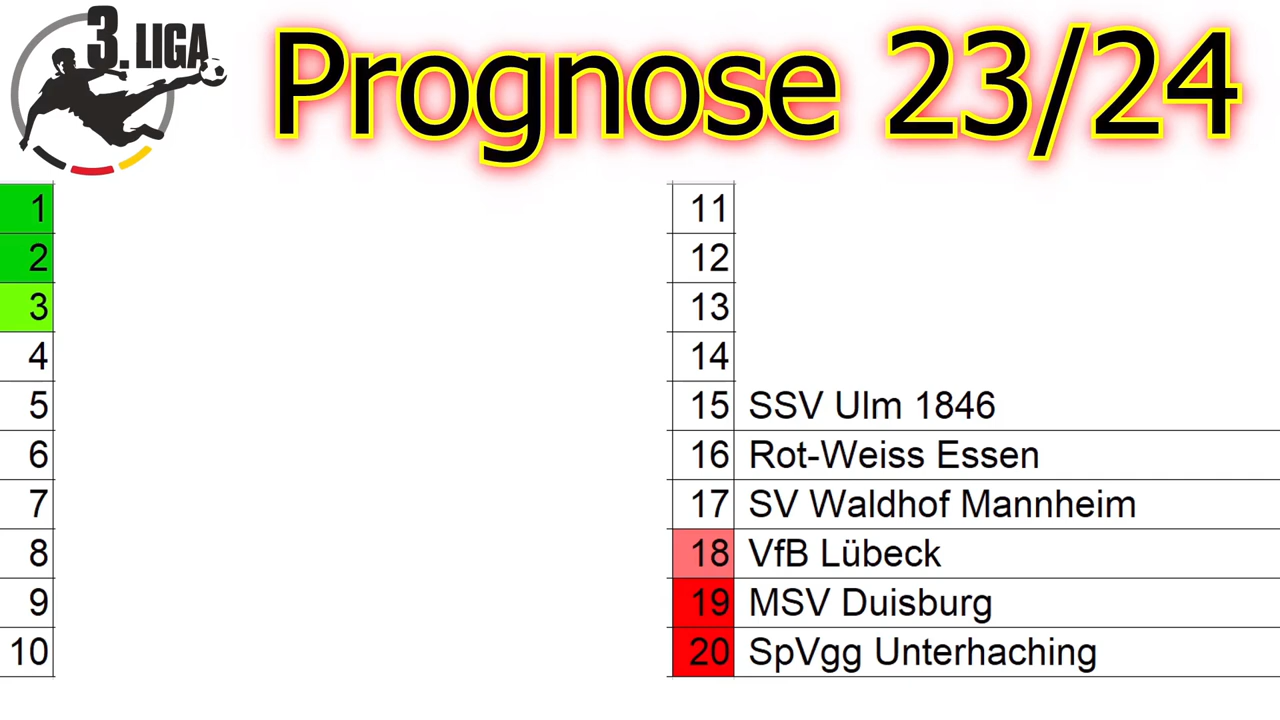 3. LIGA
Prognose 23/24
1
2
3
4
5
6
7
8
9
10
11
12
13
14
15 SSV Ulm 1846
16 Rot-Weiss Essen
17 SV Waldhof Mannheim
18 VfB Lübeck
19 MSV Duisburg
20 SpVgg Unterhaching